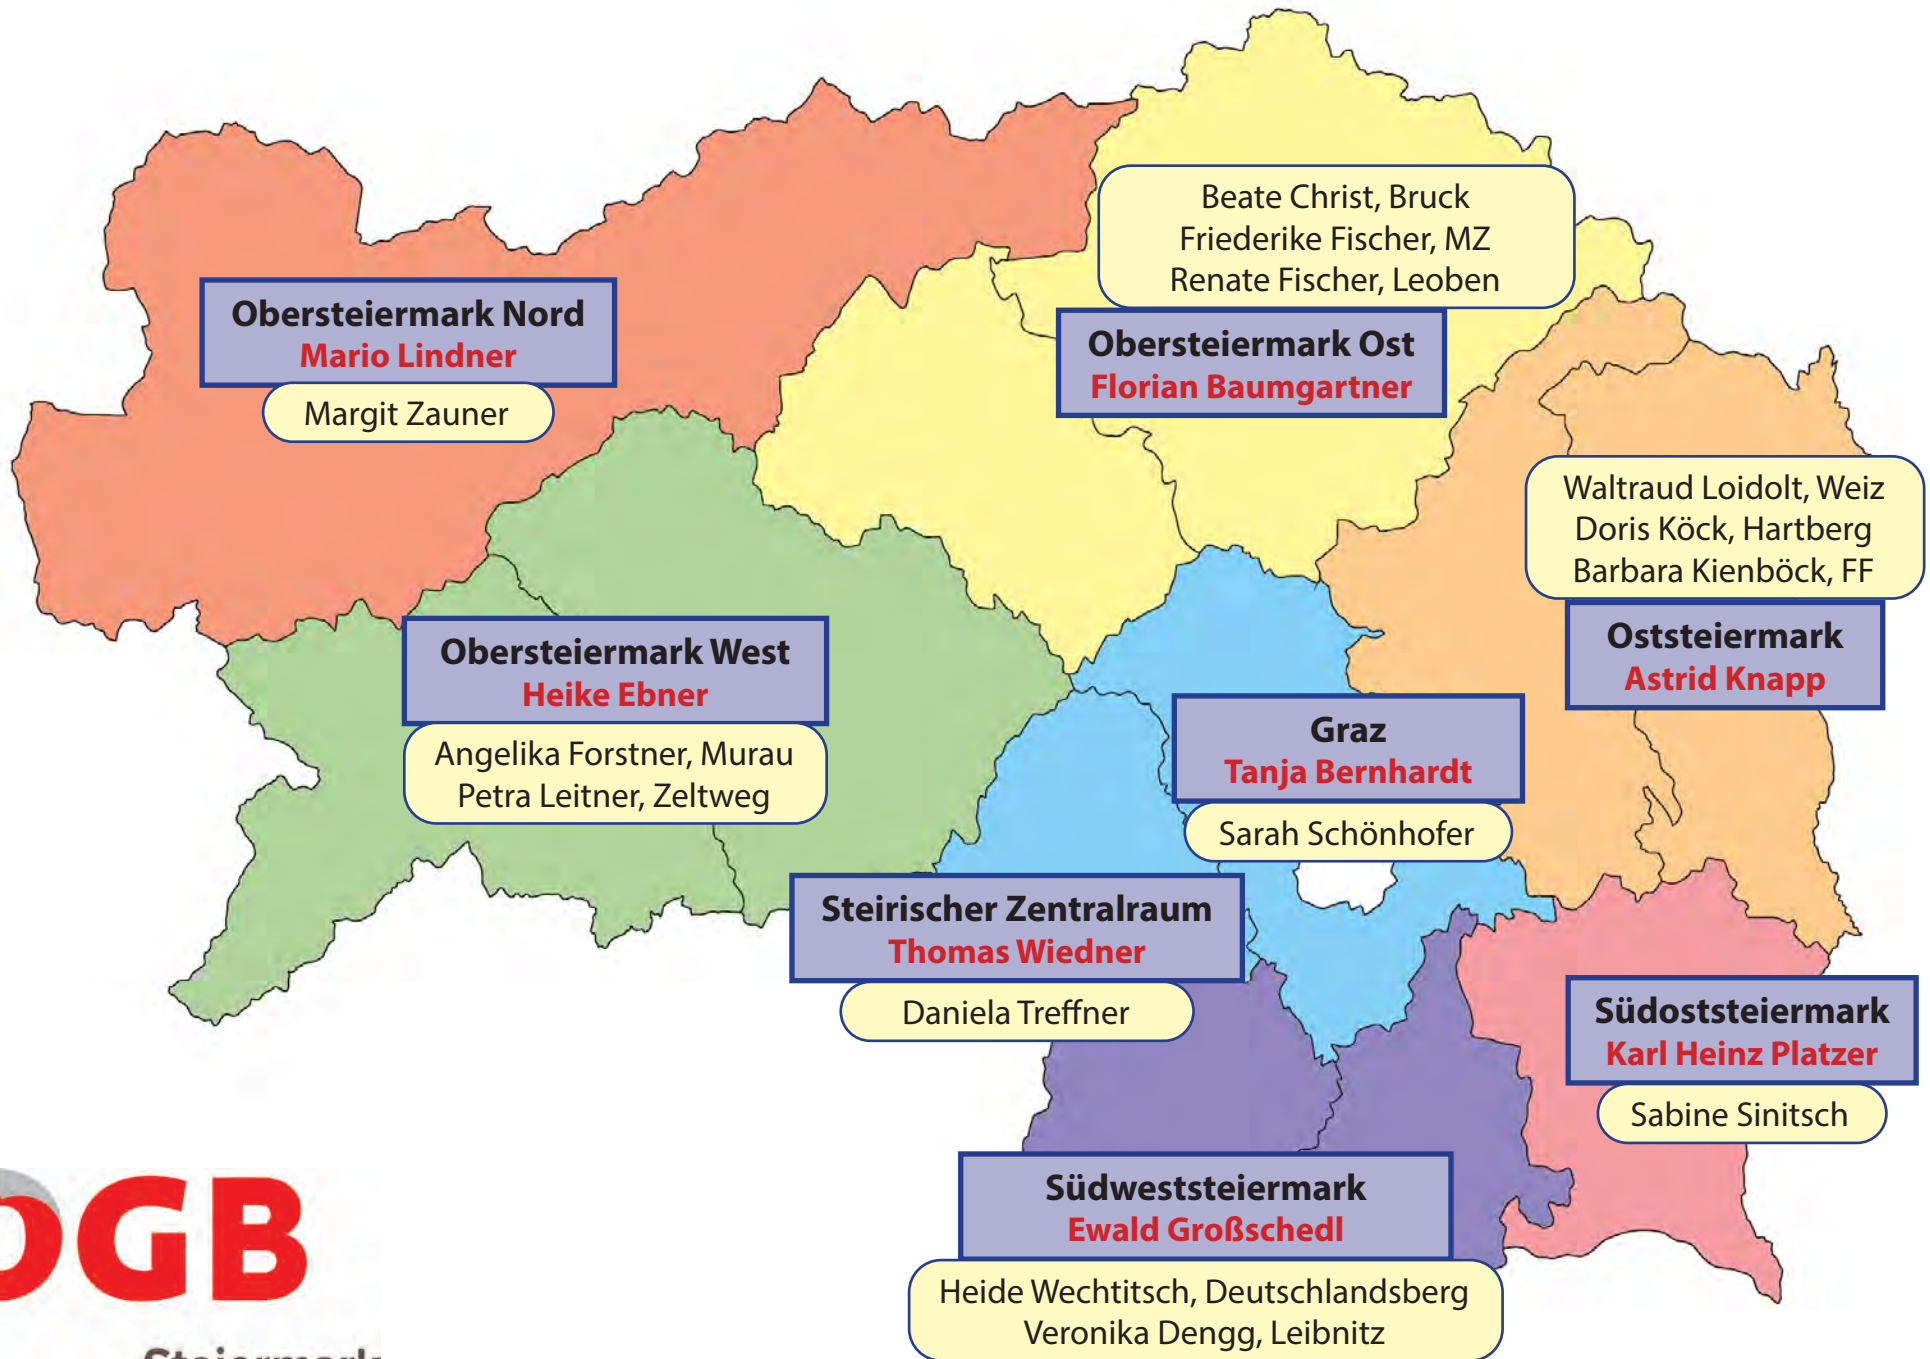 Beate Christ, Bruck
Friederike Fischer, MZ
Renate Fischer, Leoben
Obersteiermark Nord
Mario Lindner
Margit Zauner
Obersteiermark Ost
Florian Baumgartner
Waltraud Loidolt, Weiz
Doris Köck, Hartberg
Barbara Kienböck, FF
Oststeiermark
Astrid Knapp
Obersteiermark West
Heike Ebner
Angelika Forstner, Murau
Petra Leitner, Zeltweg
Graz
Tanja Bernhardt
Sarah Schönhofer
Steirischer Zentralraum
Thomas Wiedner
Daniela Treffner
Südoststeiermark
Karl Heinz Platzer
Sabine Sinitsch
Südweststeiermark
Ewald Großschedl
Heide Wechtitsch, Deutschlandsberg
Veronika Dengg, Leibnitz
ÖGB
Steiermark